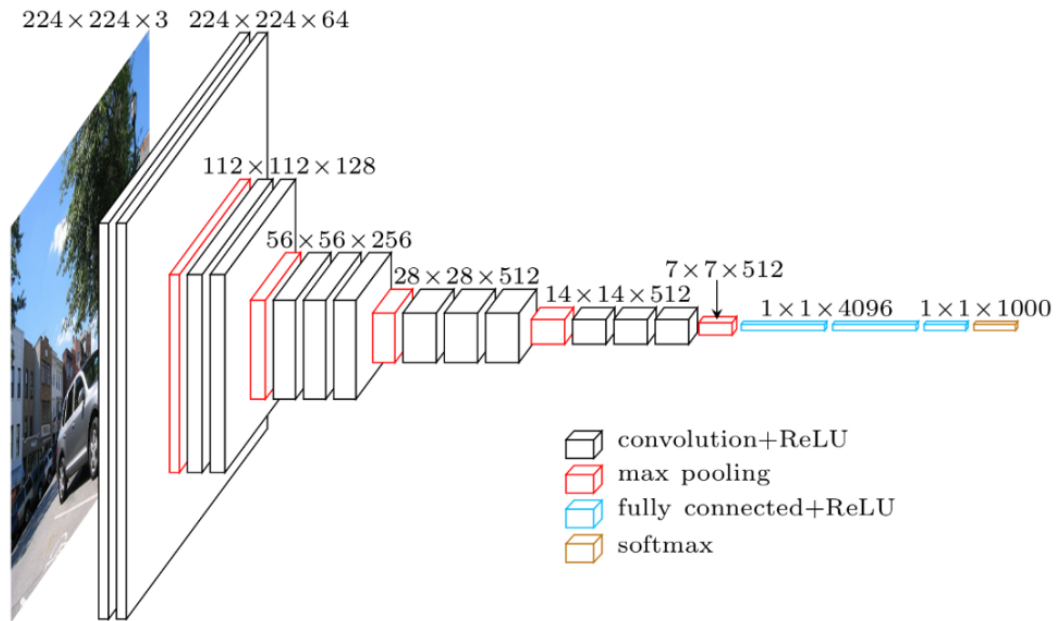 224×224×3
224×224×64
112×112×128
56×56×256
28×28×512
14×14×512
7×7×512
1×1×4096
1×1×1000
convolution+ReLU
max pooling
fully connected+ReLU
softmax